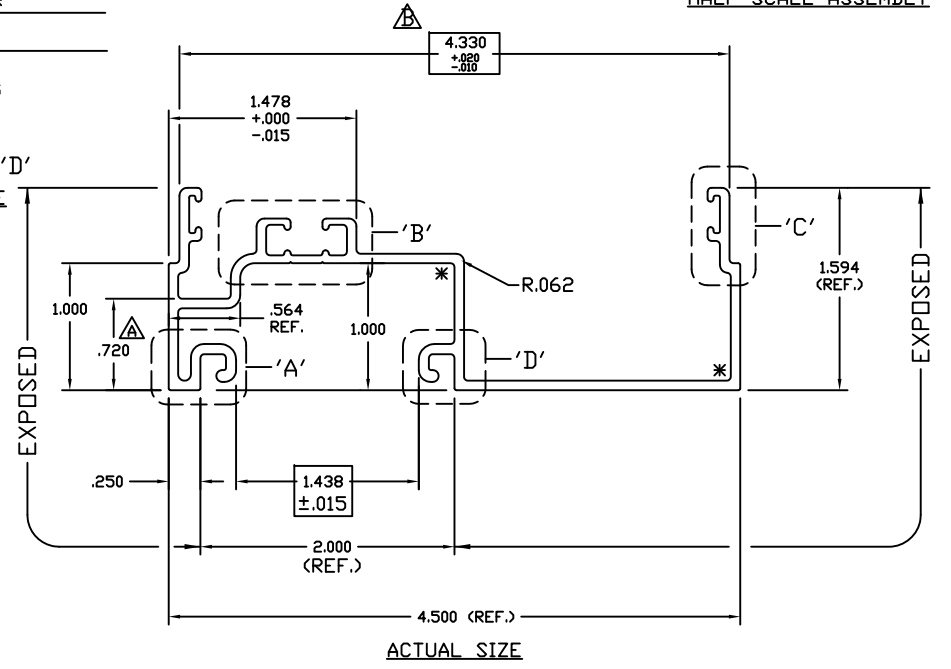 HALF SCALE ASSEMBLY
B
4.330
+.020
-.010
1.478
+.000
-.015
'D'
'B'
'C'
R.062
1.594
(REF.)
1.000
A
.720
.564
REF.
1.000
'A'
'D'
EXPOSED
EXPOSED
.250
1.438
±.015
2.000
(REF.)
4.500 (REF.)
ACTUAL SIZE